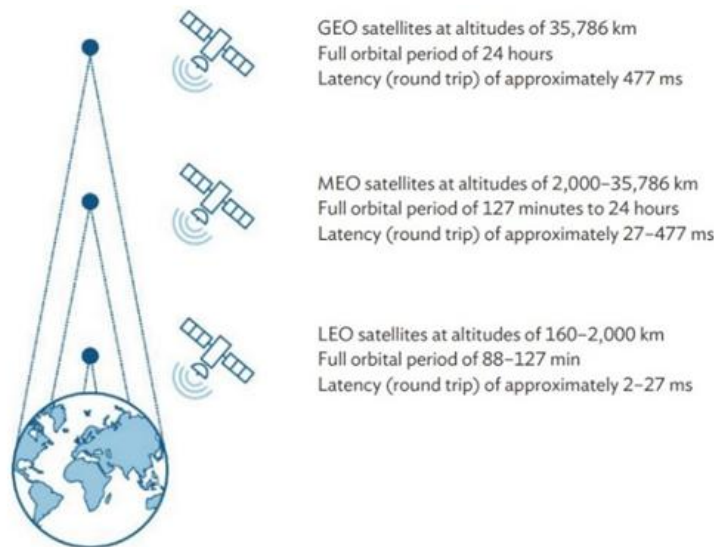 GEO satellites at altitudes of 35,786 km
Full orbital period of 24 hours
Latency (round trip) of approximately 477 ms
MEO satellites at altitudes of 2,000–35,786 km
Full orbital period of 127 minutes to 24 hours
Latency (round trip) of approximately 27–477 ms
LEO satellites at altitudes of 160–2,000 km
Full orbital period of 88–127 min
Latency (round trip) of approximately 2–27 ms